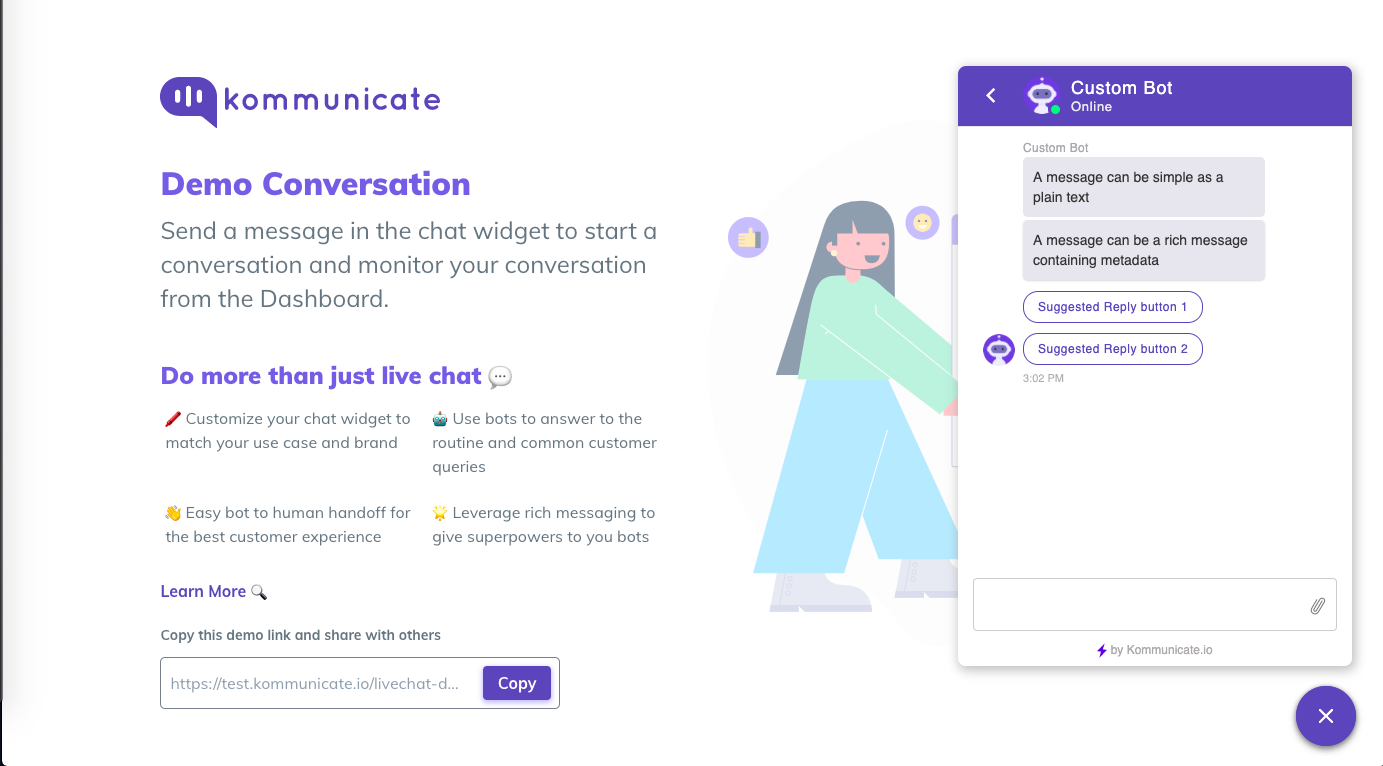 kommunicate
Demo Conversation
Send a message in the chat widget to start a
conversation and monitor your conversation
from the Dashboard.
Do more than just live chat 💬
🖍️ Customize your chat widget to
match your use case and brand
🤖 Use bots to answer to the
routine and common customer
queries
👋 Easy bot to human handoff for
the best customer experience
🌟 Leverage rich messaging to
give superpowers to you bots
Learn More 🔍
Copy this demo link and share with others
https://test.kommunicate.io/livechat-d...
Copy
Custom Bot
Online
Custom Bot
A message can be simple as a
plain text
A message can be a rich message
containing metadata
Suggested Reply button 1
Suggested Reply button 2
3:02 PM
by Kommunicate.io